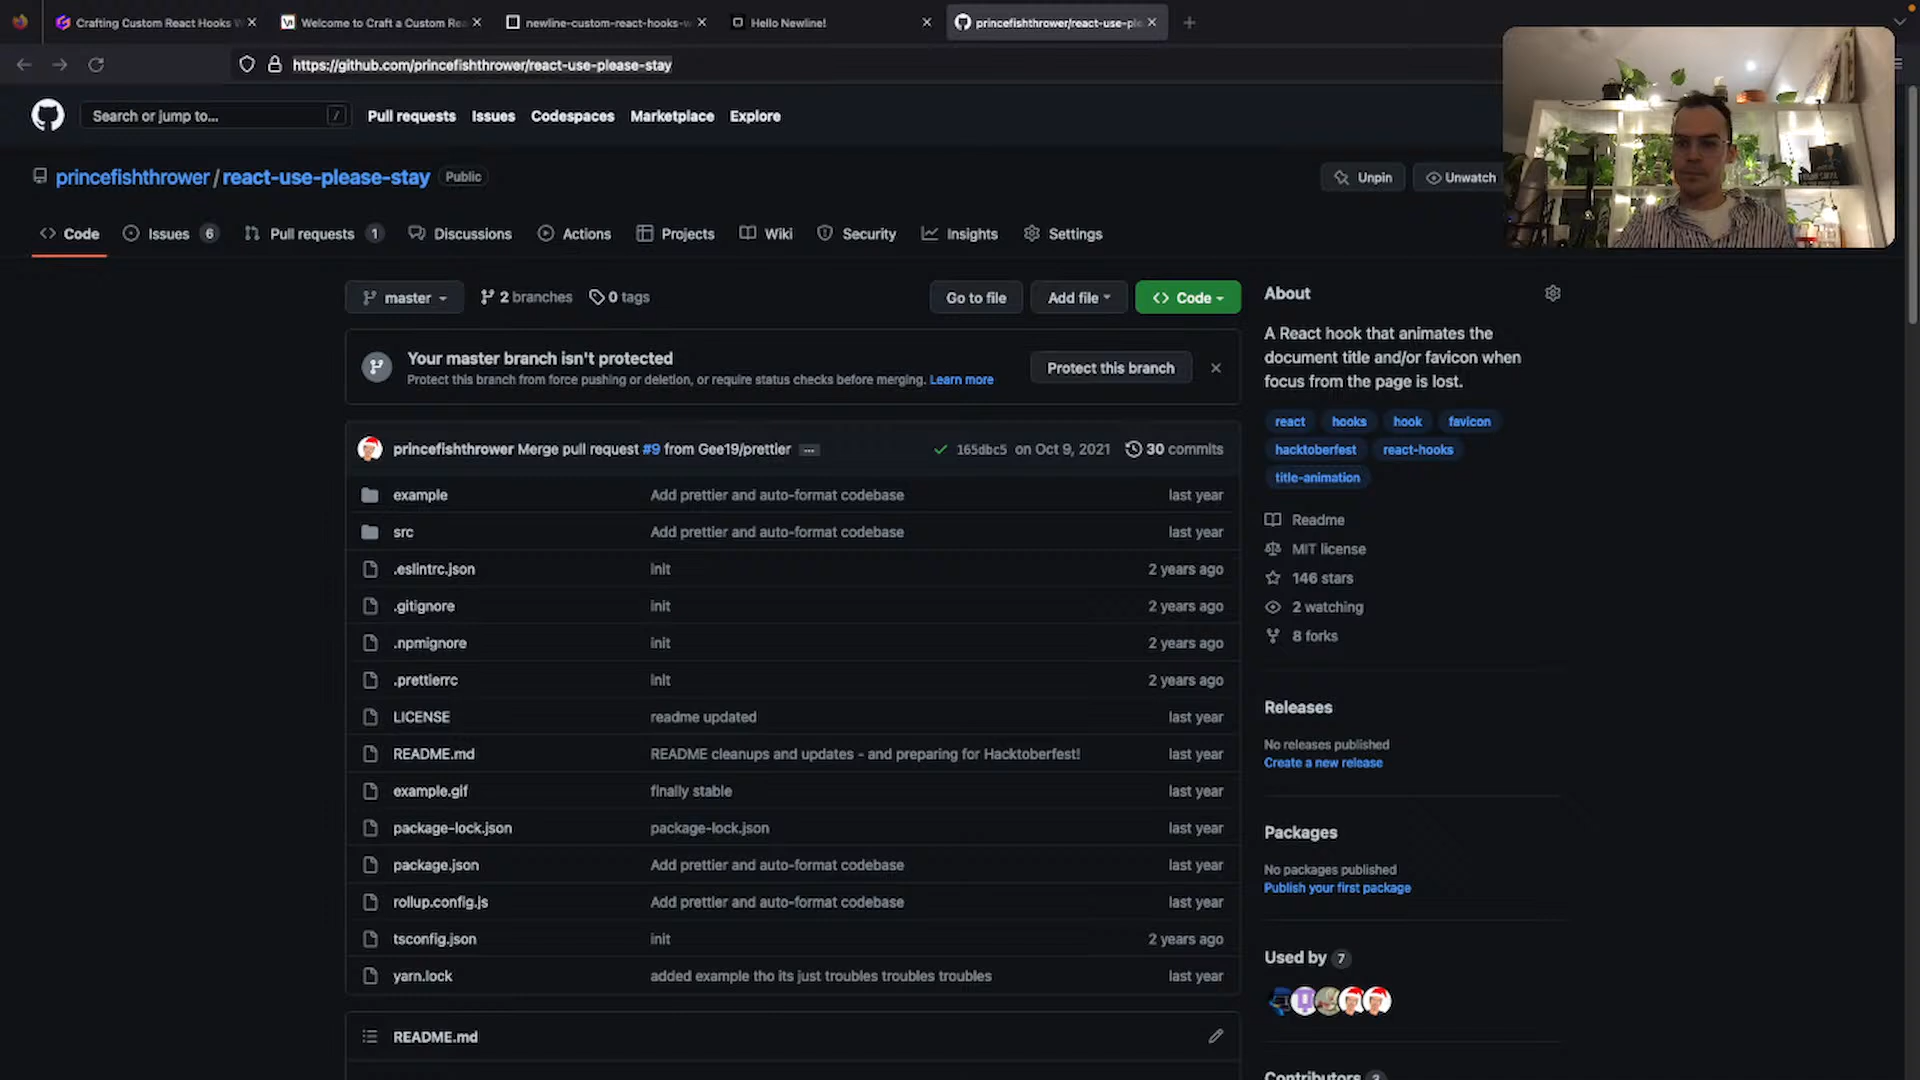 Crafting Custom React Hooks W
Welcome to Craft a Custom Rea
newline-custom-react-hooks-w
Hello Newline!
princefishthrower/react-use-ple
https://github.com/princefishthrower/react-use-please-stay
Search or jump to... /
Pull requests
Issues
Codespaces
Marketplace
Explore
princefishthrower/react-use-please-stay Public
Unpin
Unwatch
Code
Issues 6
Pull requests 1
Discussions
Actions
Projects
Wiki
Security
Insights
Settings
master
2 branches
0 tags
Go to file
Add file
Code
Your master branch isn't protected
Protect this branch from force pushing or deletion, or require status checks before merging. Learn more
Protect this branch
princefishthrower Merge pull request #9 from Gee19/prettier ... 165dbc5 on Oct 9, 2021 30 commits
example Add prettier and auto-format codebase last year
src Add prettier and auto-format codebase last year
.eslintrc.json init 2 years ago
.gitignore init 2 years ago
.npmignore init 2 years ago
.prettierrc init 2 years ago
LICENSE readme updated last year
README.md README cleanups and updates - and preparing for Hacktoberfest! last year
example.gif finally stable last year
package-lock.json package-lock.json last year
package.json Add prettier and auto-format codebase last year
rollup.config.js Add prettier and auto-format codebase last year
tsconfig.json init 2 years ago
yarn.lock added example tho its just troubles troubles troubles last year
README.md
About
A React hook that animates the
document title and/or favicon when
focus from the page is lost.
react hooks hook favicon
hacktoberfest react-hooks
title-animation
Readme
MIT license
146 stars
2 watching
8 forks
Releases
No releases published
Create a new release
Packages
No packages published
Publish your first package
Used by 7
Contributors 3